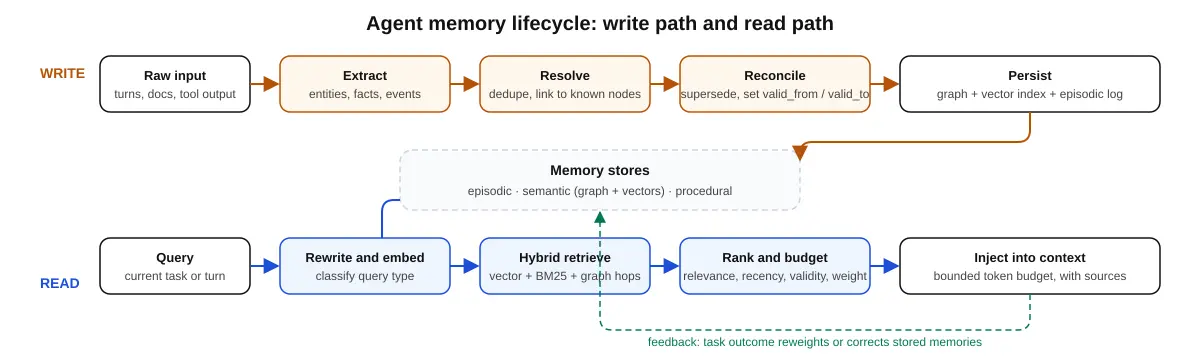 Agent memory lifecycle: write path and read path
WRITE
Raw input
turns, docs, tool output
Extract
entities, facts, events
Resolve
dedupe, link to known nodes
Reconcile
supersede, set valid_from / valid_to
Persist
graph + vector index + episodic log
Memory stores
episodic · semantic (graph + vectors) · procedural
READ
Query
current task or turn
Rewrite and embed
classify query type
Hybrid retrieve
vector + BM25 + graph hops
Rank and budget
relevance, recency, validity, weight
Inject into context
bounded token budget, with sources
feedback: task outcome reweights or corrects stored memories